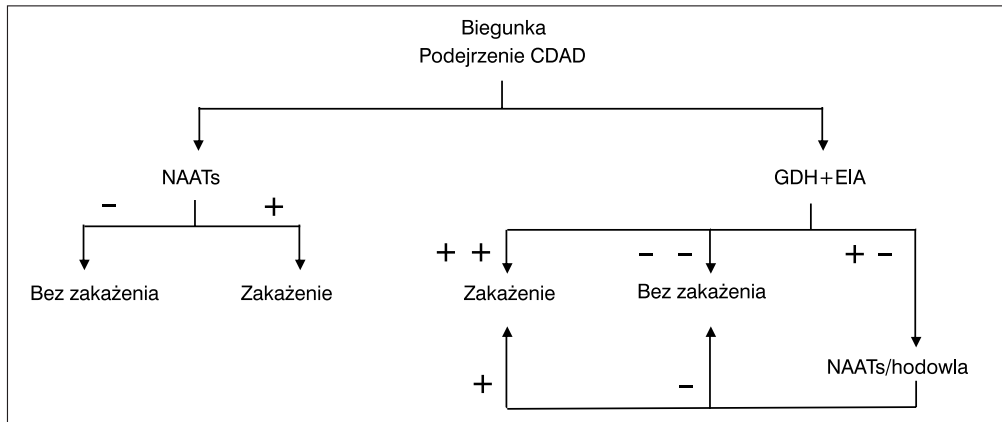 Biegunka
Podejrzenie CDAD
NAATs
GDH+EIA
− +
+ + − − + −
Bez zakażenia Zakażenie Zakażenie Bez zakażenia
NAATs/hodowla
+ −